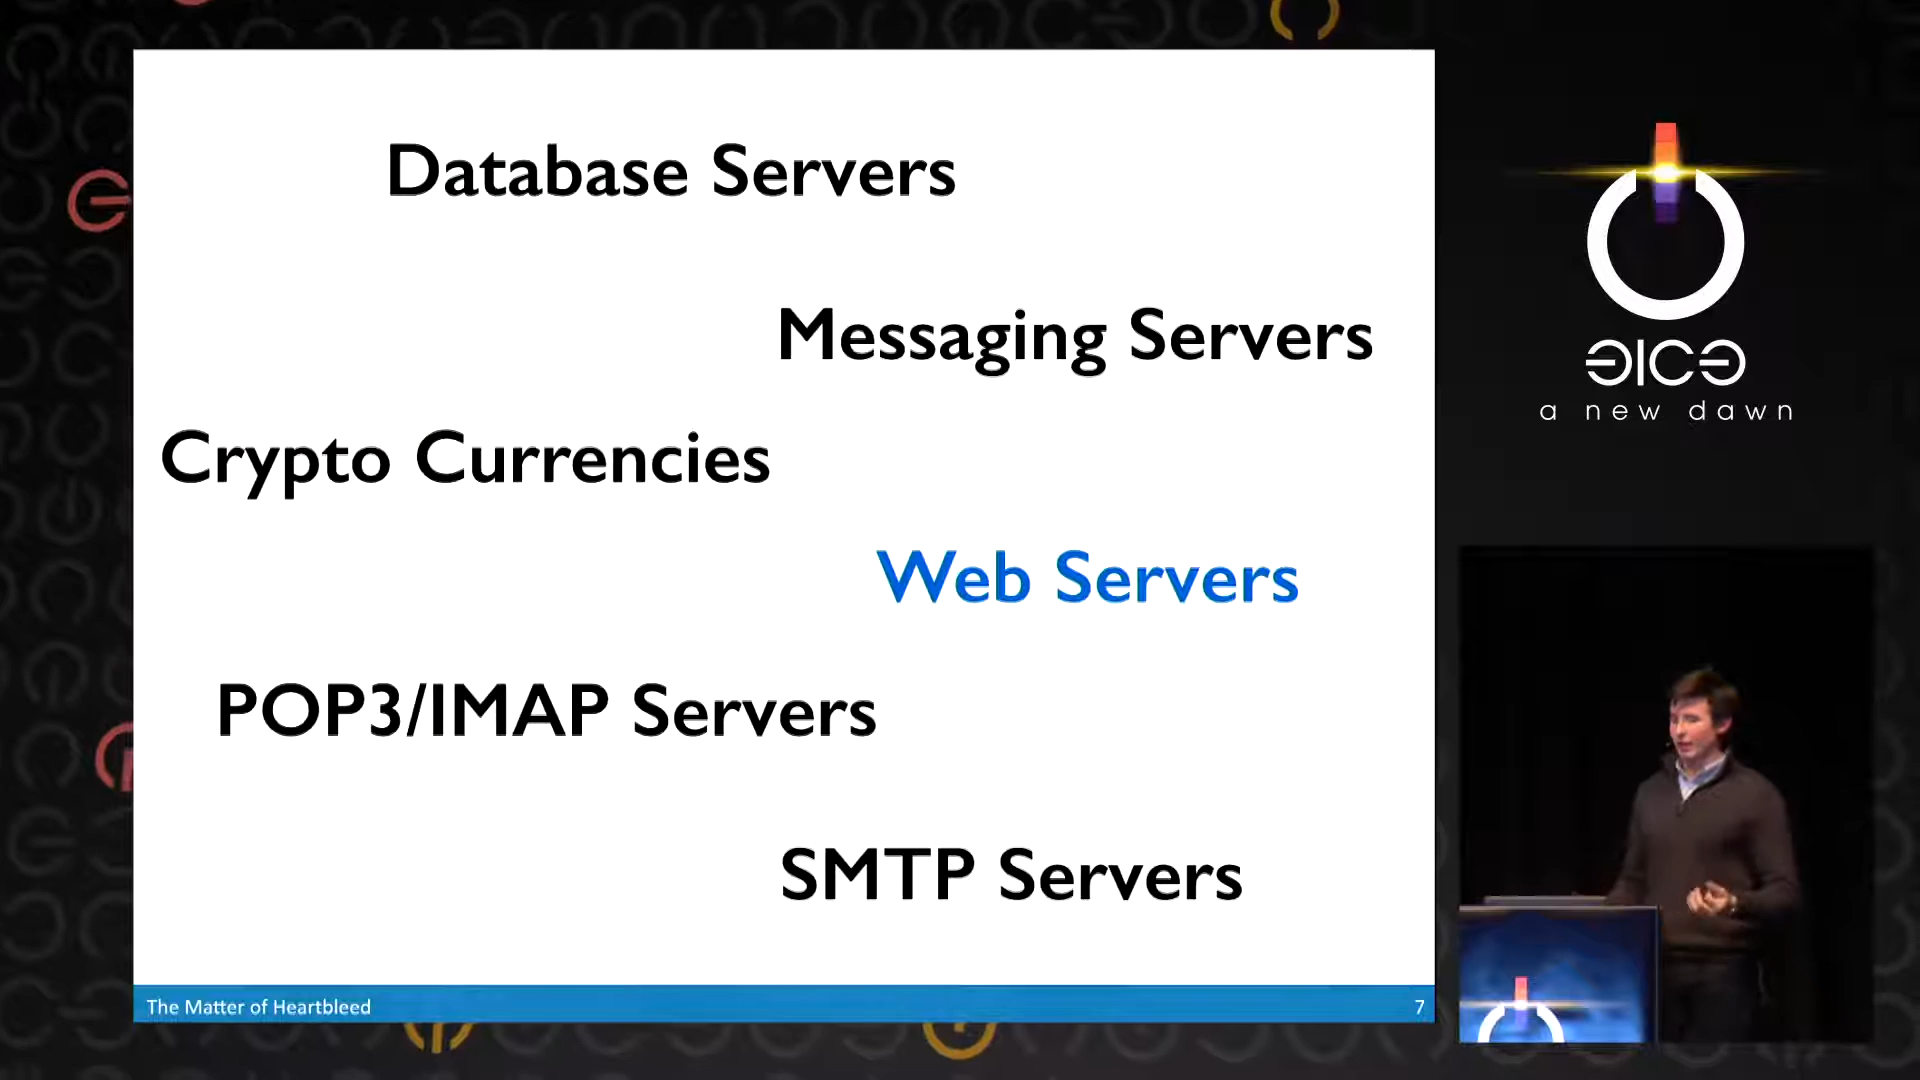 Database Servers
Messaging Servers
Crypto Currencies
Web Servers
POP3/IMAP Servers
SMTP Servers
The Matter of Heartbleed
7
a new dawn